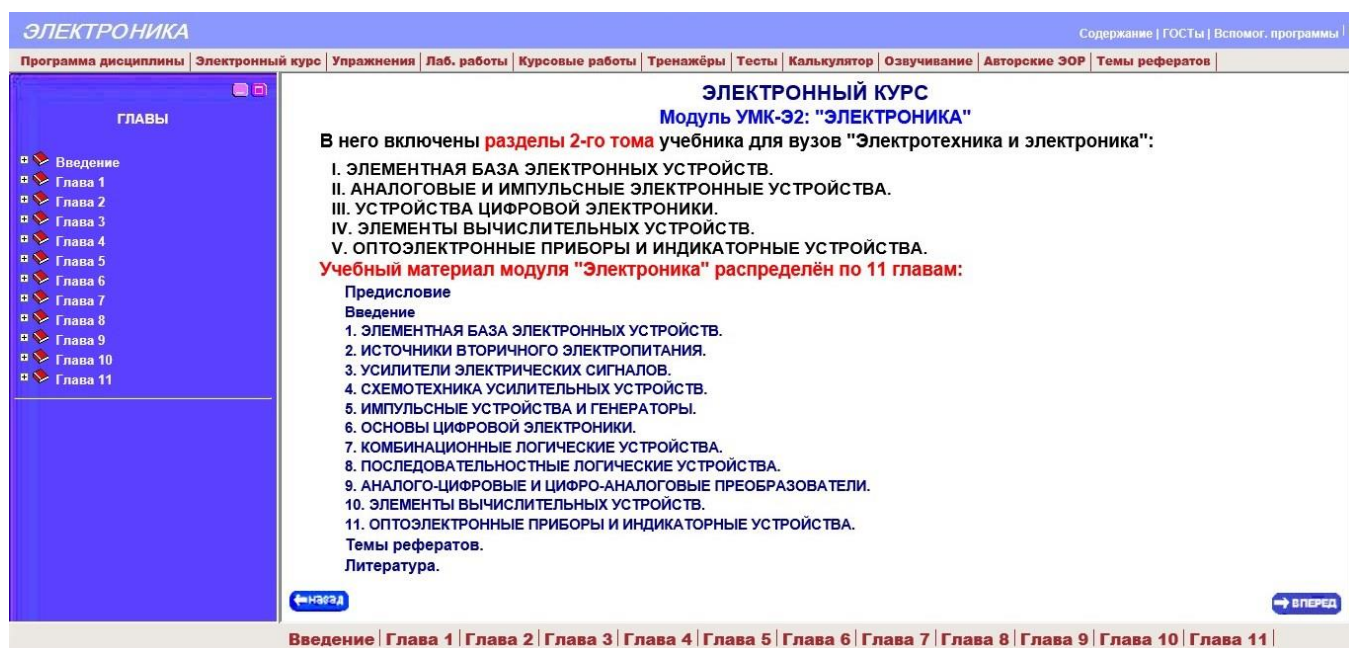 ЭЛЕКТРОНИКА
Содержание | ГОСТы | Вспомог. программы |
Программа дисциплины | Электронный курс | Упражнения | Лаб. работы | Курсовые работы | Тренажёры | Тесты | Калькулятор | Озвучивание | Авторские ЭОР | Темы рефератов |
ГЛАВЫ
Введение
Глава 1
Глава 2
Глава 3
Глава 4
Глава 5
Глава 6
Глава 7
Глава 8
Глава 9
Глава 10
Глава 11
ЭЛЕКТРОННЫЙ КУРС
Модуль УМК-Э2: "ЭЛЕКТРОНИКА"
В него включены разделы 2-го тома учебника для вузов "Электротехника и электроника":
I. ЭЛЕМЕНТНАЯ БАЗА ЭЛЕКТРОННЫХ УСТРОЙСТВ.
II. АНАЛОГОВЫЕ И ИМПУЛЬСНЫЕ ЭЛЕКТРОННЫЕ УСТРОЙСТВА.
III. УСТРОЙСТВА ЦИФРОВОЙ ЭЛЕКТРОНИКИ.
IV. ЭЛЕМЕНТЫ ВЫЧИСЛИТЕЛЬНЫХ УСТРОЙСТВ.
V. ОПТОЭЛЕКТРОННЫЕ ПРИБОРЫ И ИНДИКАТОРНЫЕ УСТРОЙСТВА.
Учебный материал модуля "Электроника" распределён по 11 главам:
Предисловие
Введение
1. ЭЛЕМЕНТНАЯ БАЗА ЭЛЕКТРОННЫХ УСТРОЙСТВ.
2. ИСТОЧНИКИ ВТОРИЧНОГО ЭЛЕКТРОПИТАНИЯ.
3. УСИЛИТЕЛИ ЭЛЕКТРИЧЕСКИХ СИГНАЛОВ.
4. СХЕМОТЕХНИКА УСИЛИТЕЛЬНЫХ УСТРОЙСТВ.
5. ИМПУЛЬСНЫЕ УСТРОЙСТВА И ГЕНЕРАТОРЫ.
6. ОСНОВЫ ЦИФРОВОЙ ЭЛЕКТРОНИКИ.
7. КОМБИНАЦИОННЫЕ ЛОГИЧЕСКИЕ УСТРОЙСТВА.
8. ПОСЛЕДОВАТЕЛЬНОСТНЫЕ ЛОГИЧЕСКИЕ УСТРОЙСТВА.
9. АНАЛОГО-ЦИФРОВЫЕ И ЦИФРО-АНАЛОГОВЫЕ ПРЕОБРАЗОВАТЕЛИ.
10. ЭЛЕМЕНТЫ ВЫЧИСЛИТЕЛЬНЫХ УСТРОЙСТВ.
11. ОПТОЭЛЕКТРОННЫЕ ПРИБОРЫ И ИНДИКАТОРНЫЕ УСТРОЙСТВА.
Темы рефератов.
Литература.
назад
вперед
Введение | Глава 1 | Глава 2 | Глава 3 | Глава 4 | Глава 5 | Глава 6 | Глава 7 | Глава 8 | Глава 9 | Глава 10 | Глава 11 |